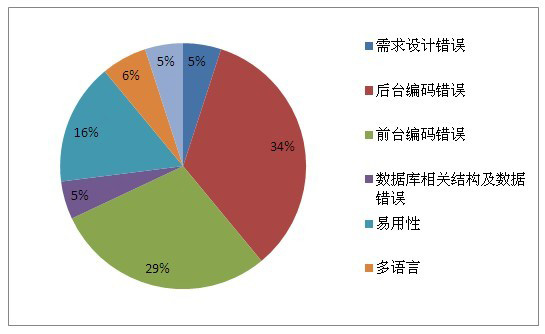 5%
5%
6%
34%
16%
5%
29%
需求设计错误
后台编码错误
前台编码错误
数据库相关结构及数据
错误
易用性
多语言